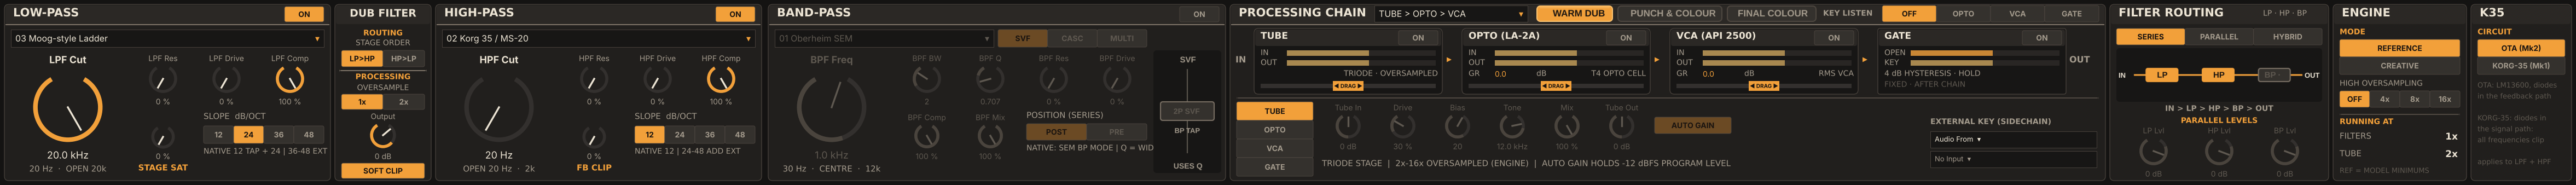 LOW-PASS
ON
03 Moog-style Ladder
LPF Cut
20.0 kHz
20 Hz · OPEN 20k
LPF Res
LPF Drive
LPF Comp
0 %
0 %
100 %
SLOPE dB/OCT
12
24
36
48
0 %
NATIVE 12 TAP + 24 | 36-48 EXT
STAGE SAT
DUB FILTER
ROUTING
STAGE ORDER
LP>HP
HP>LP
PROCESSING
OVERSAMPLE
1x
2x
Output
0 dB
SOFT CLIP
HIGH-PASS
ON
02 Korg 35 / MS-20
HPF Cut
20 Hz
OPEN 20 Hz · 2k
HPF Res
HPF Drive
HPF Comp
0 %
0 %
100 %
SLOPE dB/OCT
12
24
36
48
0 %
NATIVE 12 | 24-48 ADD EXT
FB CLIP
BAND-PASS
ON
01 Oberheim SEM
SVF
CASC
MULTI
BPF Freq
1.0 kHz
30 Hz · CENTRE · 12k
BPF BW
BPF Q
BPF Res
BPF Drive
2
0.707
0 %
0 %
BPF Comp
BPF Mix
100 %
100 %
POSITION (SERIES)
POST
PRE
NATIVE: SEM BP MODE | Q = WID
SVF
2P SVF
BP TAP
USES Q
PROCESSING CHAIN
TUBE > OPTO > VCA
WARM DUB
PUNCH & COLOUR
FINAL COLOUR
KEY LISTEN
OFF
OPTO
VCA
GATE
IN
TUBE
ON
IN
OUT
TRIODE · OVERSAMPLED
DRAG
OPTO (LA-2A)
ON
IN
OUT
GR 0.0 dB
T4 OPTO CELL
DRAG
VCA (API 2500)
ON
IN
OUT
GR 0.0 dB
RMS VCA
DRAG
GATE
ON
OPEN
KEY
4 dB HYSTERESIS · HOLD
FIXED · AFTER CHAIN
OUT
TUBE
OPTO
VCA
GATE
Tube In
Drive
Bias
Tone
Mix
Tube Out
0 dB
30 %
20
12.0 kHz
100 %
0 dB
AUTO GAIN
TRIODE STAGE | 2x-16x OVERSAMPLED (ENGINE) | AUTO GAIN HOLDS -12 dBFS PROGRAM LEVEL
EXTERNAL KEY (SIDECHAIN)
Audio From
No Input
FILTER ROUTING
LP · HP · BP
SERIES
PARALLEL
HYBRID
IN
LP
HP
BP ·
OUT
IN > LP > HP > BP > OUT
PARALLEL LEVELS
LP Lvl
HP Lvl
BP Lvl
0 dB
0 dB
0 dB
ENGINE
MODE
REFERENCE
CREATIVE
HIGH OVERSAMPLING
OFF
4x
8x
16x
RUNNING AT
FILTERS 1x
TUBE 2x
REF = MODEL MINIMUMS
K35
CIRCUIT
OTA (Mk2)
KORG-35 (Mk1)
OTA: LM13600, diodes
in the feedback path
KORG-35: diodes in
the signal path:
all frequencies clip
applies to LPF + HPF